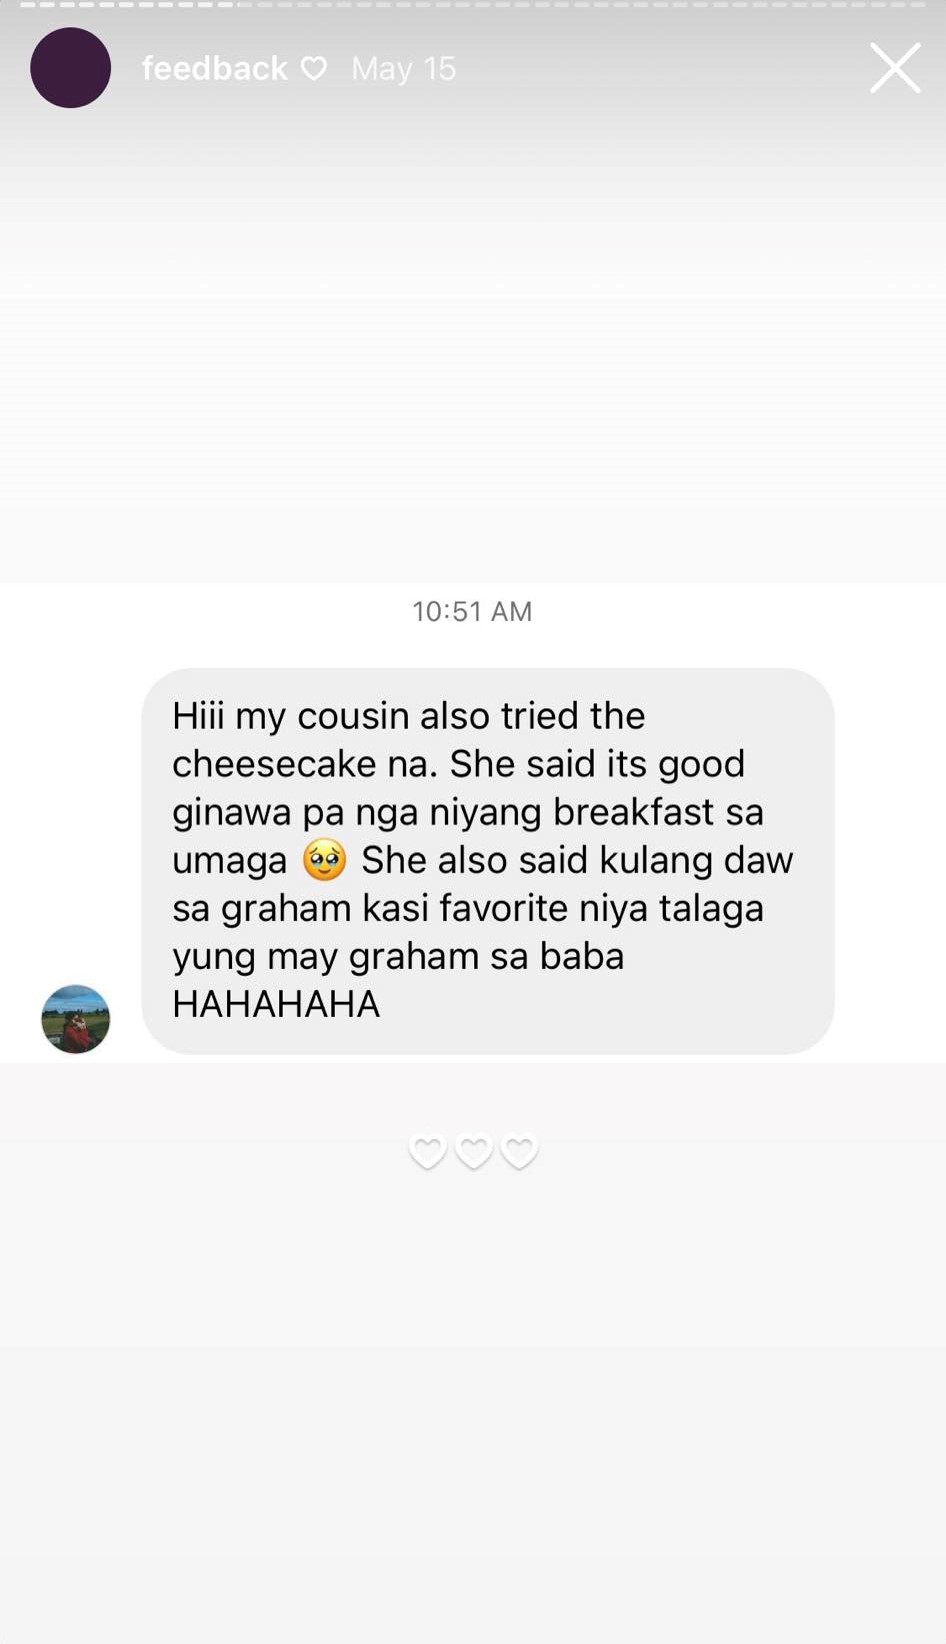 feedback ♡ May 15
10:51 AM
Hiii my cousin also tried the
cheesecake na. She said its good
ginawa pa nga niyang breakfast sa
umaga 🥹 She also said kulang daw
sa graham kasi favorite niya talaga
yung may graham sa baba
HAHAHAHA